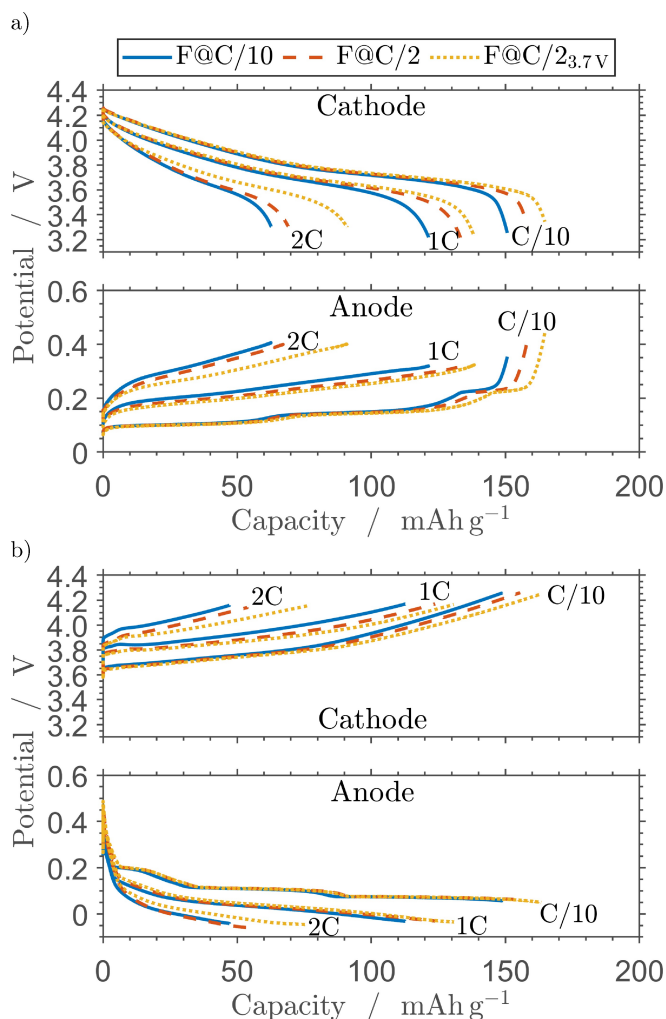 a)
F@C/10 F@C/2 F@C/2₃.₇ V
Cathode
4.4
4.2
4.0
3.8
3.6
3.4
3.2
2C
1C
C/10
Potential / V
Anode
0.6
0.4
0.2
0
2C
1C
C/10
0 50 100 150 200
Capacity / mAh g⁻¹
b)
4.4
4.2
4.0
3.8
3.6
3.4
3.2
2C
1C
C/10
Cathode
Potential / V
Anode
0.6
0.4
0.2
0
2C
1C
C/10
0 50 100 150 200
Capacity / mAh g⁻¹